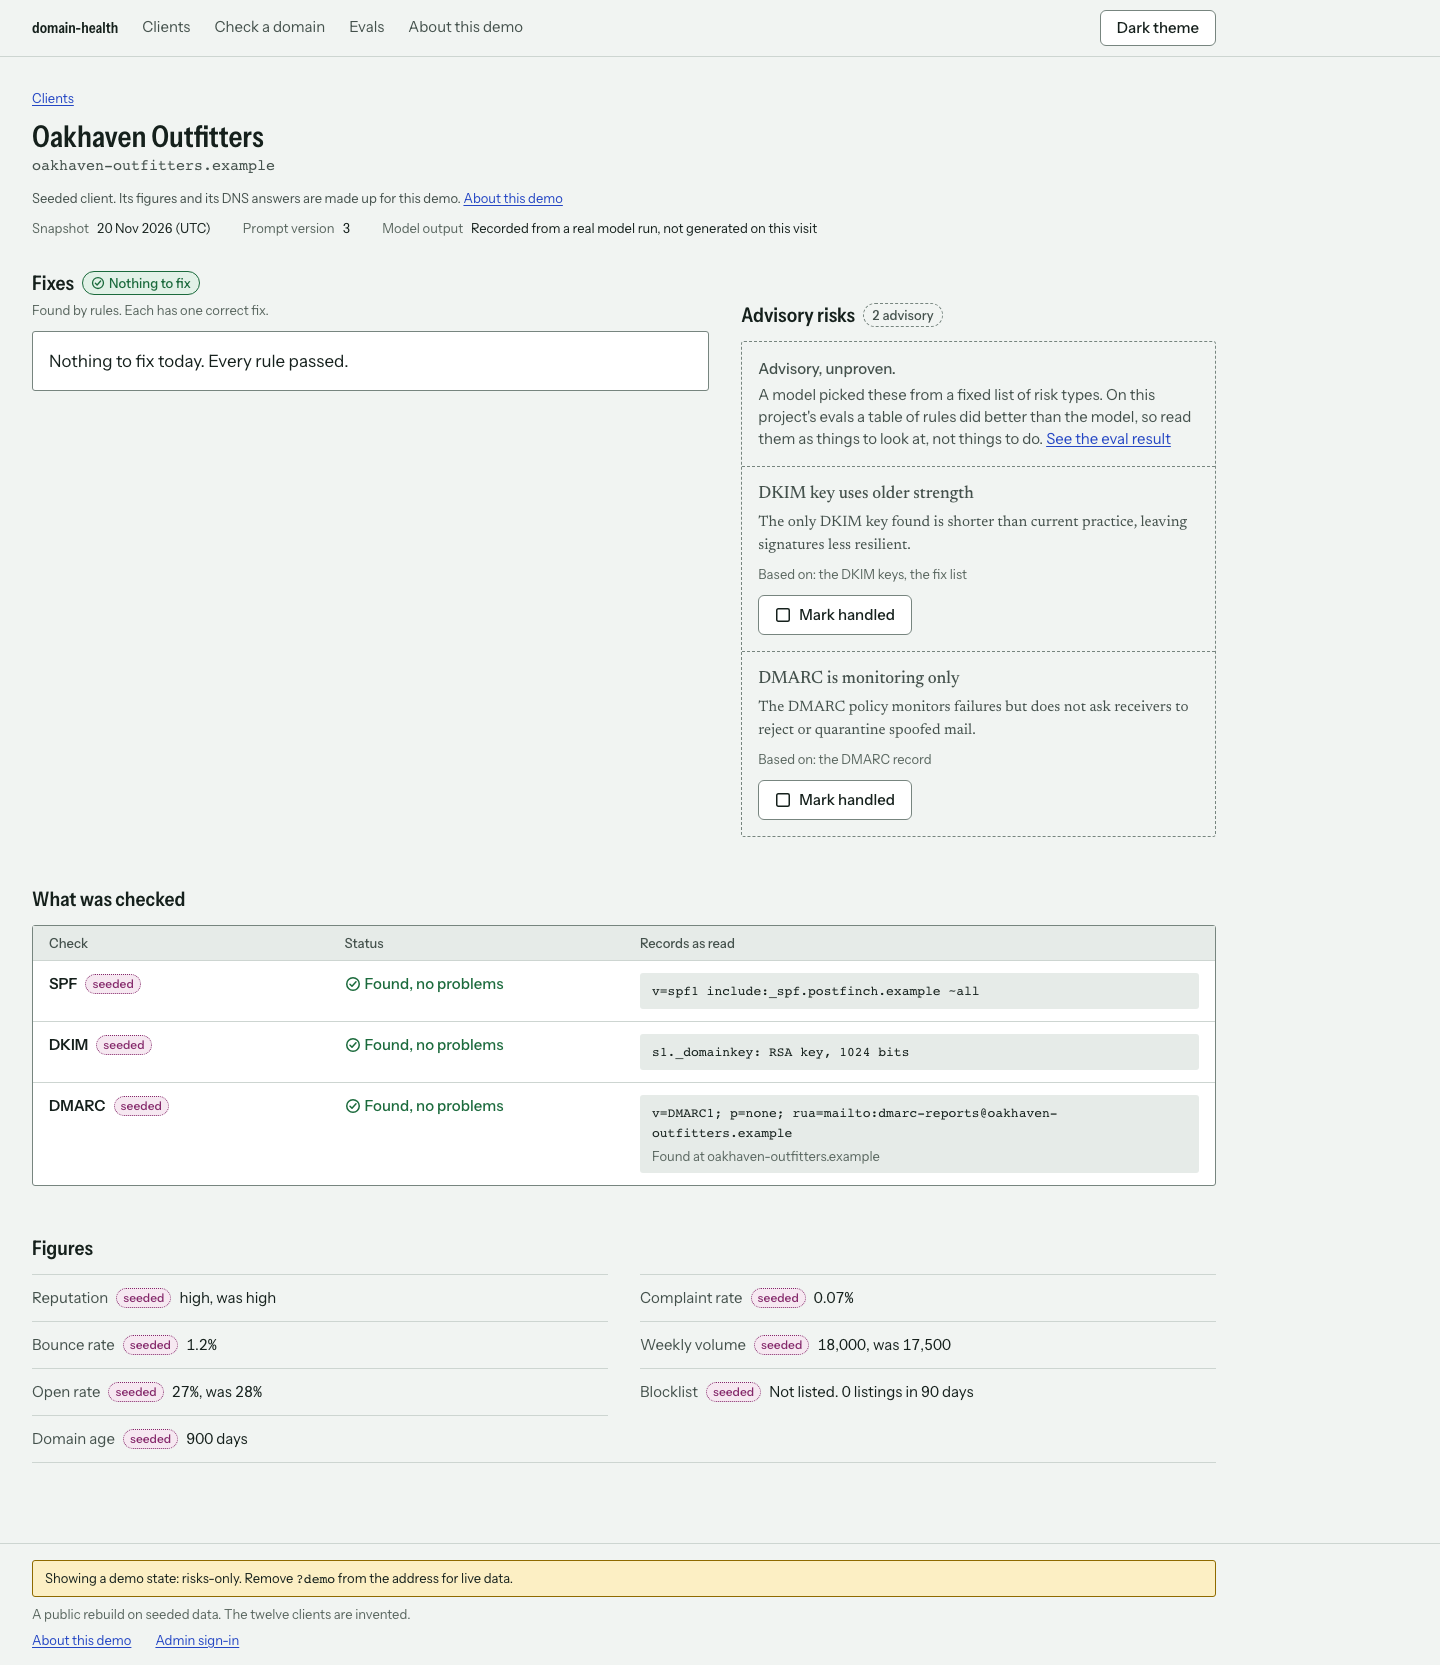 domain-health
Clients
Check a domain
Evals
About this demo
Dark theme
Clients
Oakhaven Outfitters
oakhaven-outfitters.example
Seeded client. Its figures and its DNS answers are made up for this demo. About this demo
Snapshot 20 Nov 2026 (UTC) Prompt version 3 Model output Recorded from a real model run, not generated on this visit
Fixes Nothing to fix
Found by rules. Each has one correct fix.
Nothing to fix today. Every rule passed.
Advisory risks 2 advisory
Advisory, unproven.
A model picked these from a fixed list of risk types. On this
project's evals a table of rules did better than the model, so read
them as things to look at, not things to do. See the eval result
DKIM key uses older strength
The only DKIM key found is shorter than current practice, leaving
signatures less resilient.
Based on: the DKIM keys, the fix list
Mark handled
DMARC is monitoring only
The DMARC policy monitors failures but does not ask receivers to
reject or quarantine spoofed mail.
Based on: the DMARC record
Mark handled
What was checked
Check Status Records as read
SPF seeded Found, no problems v=spf1 include:_spf.postfinch.example ~all
DKIM seeded Found, no problems s1._domainkey: RSA key, 1024 bits
DMARC seeded Found, no problems v=DMARC1; p=none; rua=mailto:dmarc-reports@oakhaven-
outfitters.example
Found at oakhaven-outfitters.example
Figures
Reputation seeded high, was high
Complaint rate seeded 0.07%
Bounce rate seeded 1.2%
Weekly volume seeded 18,000, was 17,500
Open rate seeded 27%, was 28%
Blocklist seeded Not listed. 0 listings in 90 days
Domain age seeded 900 days
Showing a demo state: risks-only. Remove ?demo from the address for live data.
A public rebuild on seeded data. The twelve clients are invented.
About this demo Admin sign-in